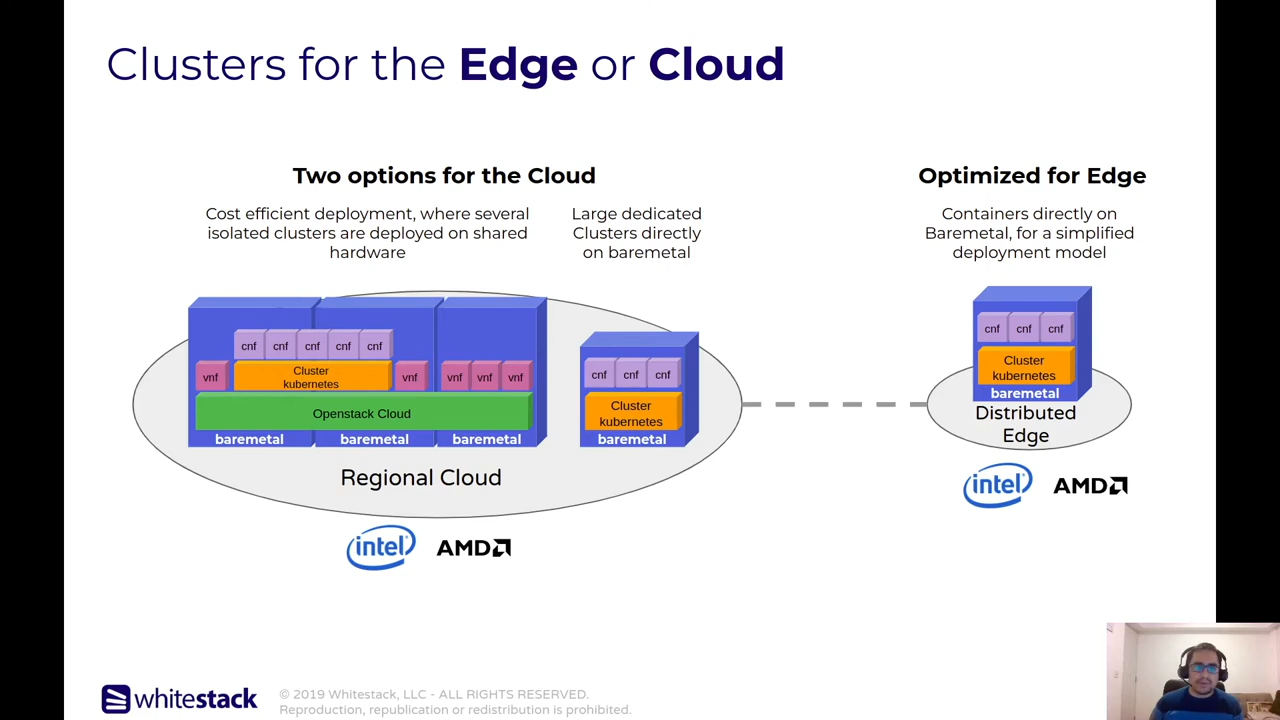 Clusters for the Edge or Cloud
Two options for the Cloud
Cost efficient deployment, where several
isolated clusters are deployed on shared
hardware
Large dedicated
Clusters directly
on baremetal
Optimized for Edge
Containers directly on
Baremetal, for a simplified
deployment model
cnf cnf cnf cnf cnf
vnf
Cluster
kubernetes
vnf
vnf vnf vnf
Openstack Cloud
baremetal baremetal baremetal
cnf cnf cnf
Cluster
kubernetes
baremetal
Regional Cloud
intel AMD
cnf cnf cnf
Cluster
kubernetes
baremetal
Distributed
Edge
intel AMD
whitestack
© 2019 Whitestack, LLC - ALL RIGHTS RESERVED.
Reproduction, republication or redistribution is prohibited.